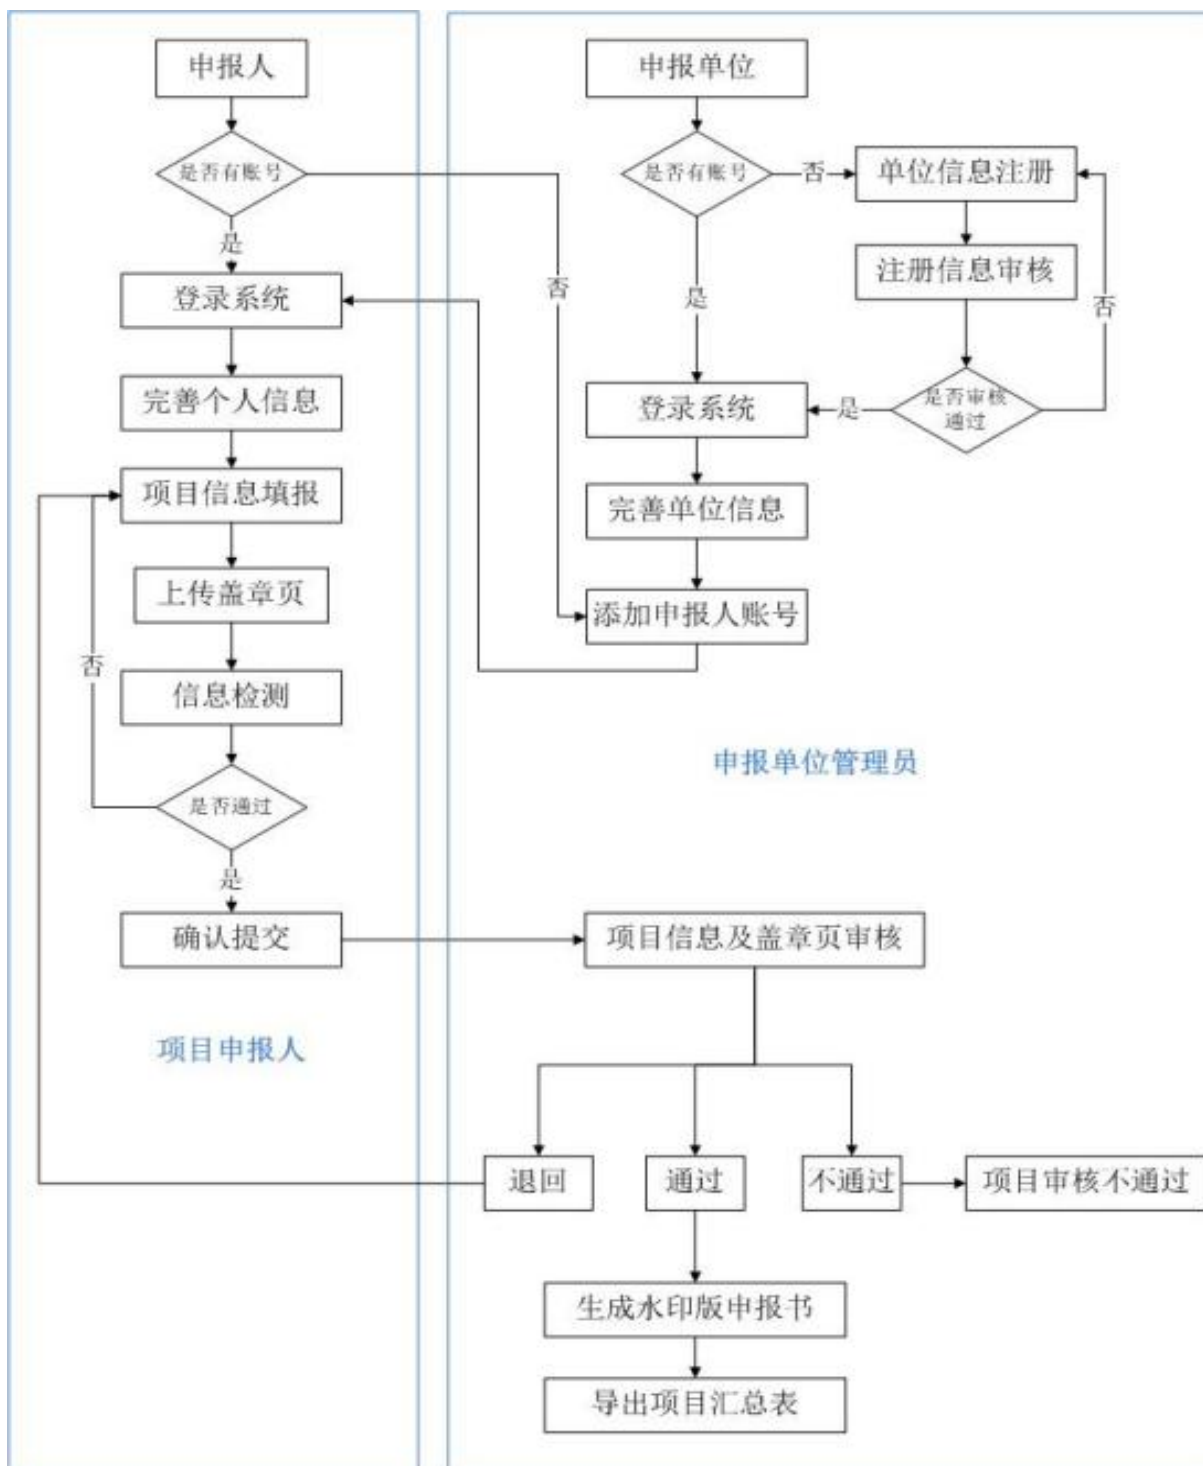 申报人
是否有账号
是
否
登录系统
完善个人信息
项目信息填报
上传盖章页
信息检测
否
是否通过
是
确认提交
项目申报人
申报单位
是否有账号
否
单位信息注册
注册信息审核
是
否
是否审核
通过
是
登录系统
完善单位信息
添加申报人账号
申报单位管理员
项目信息及盖章页审核
退回
通过
不通过
项目审核不通过
生成水印版申报书
导出项目汇总表